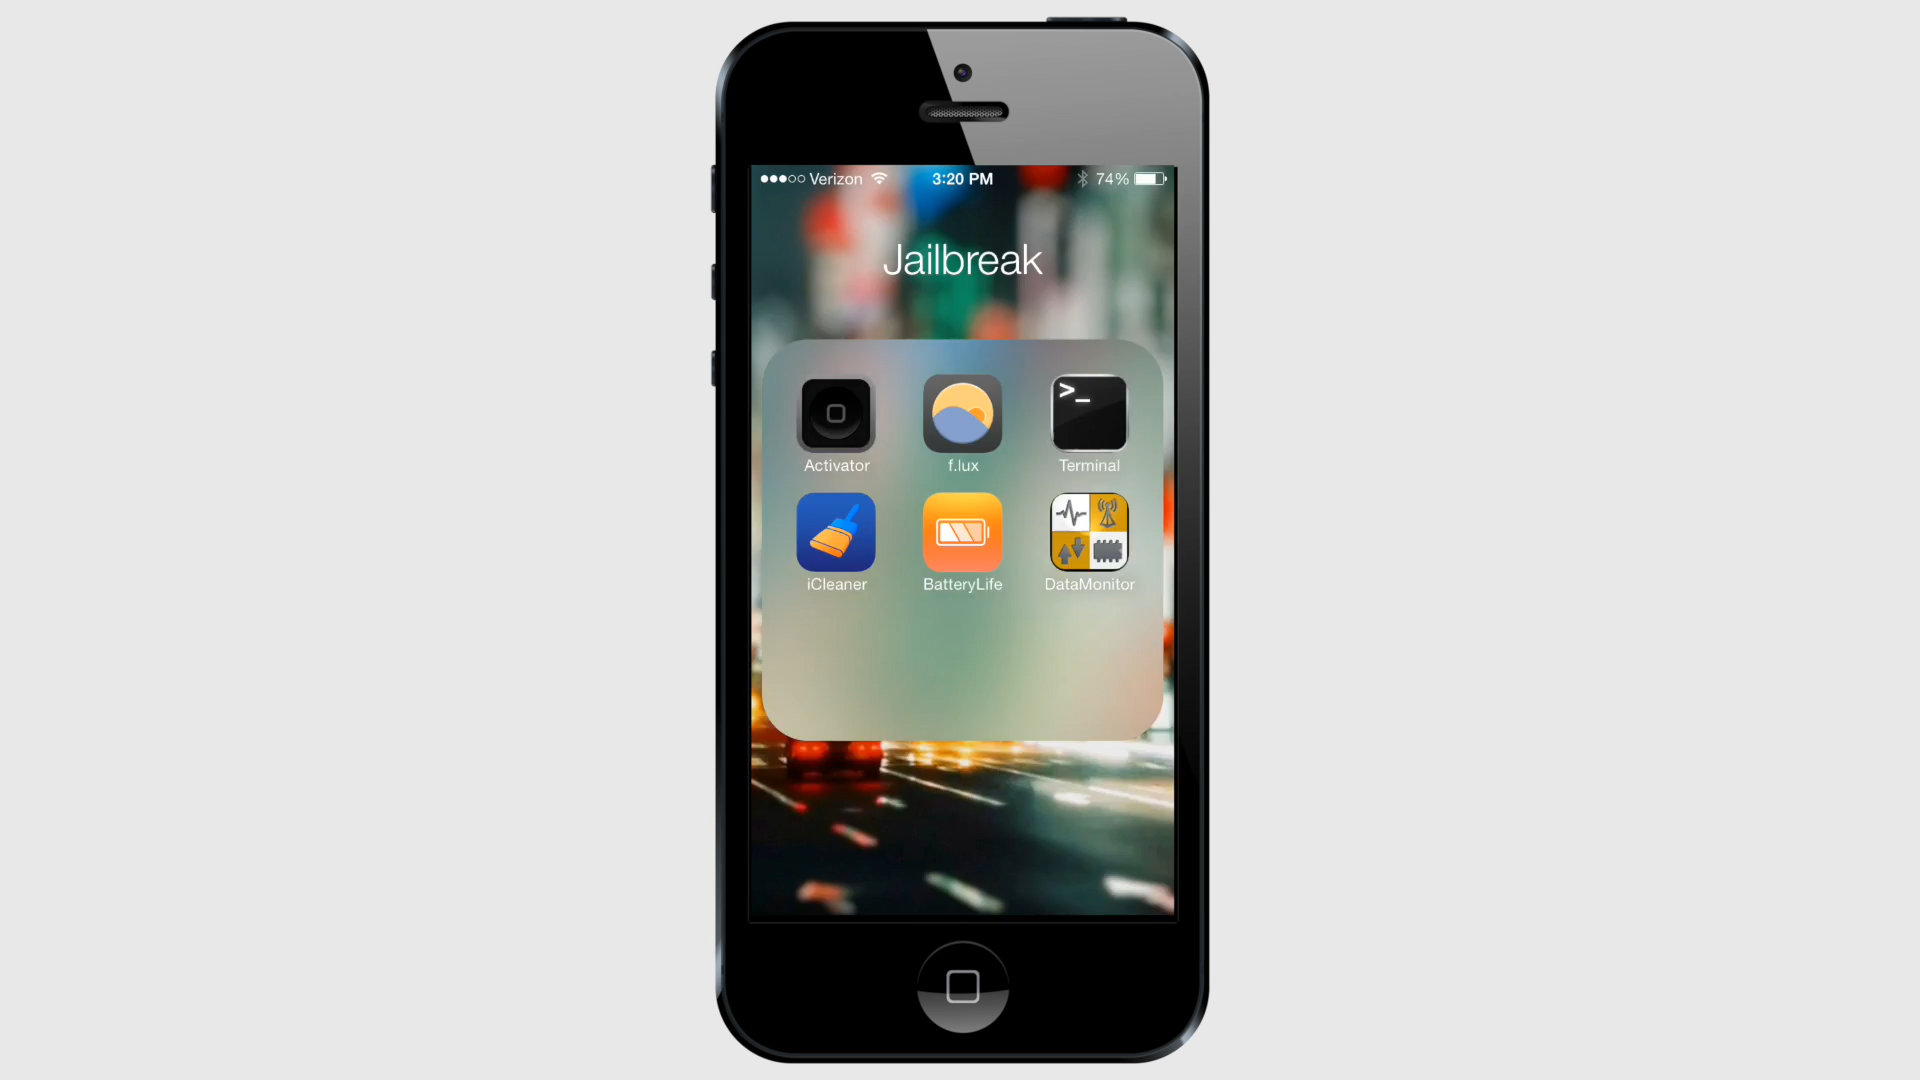 Verizon 3:20 PM 74%
Jailbreak
Activator f.lux Terminal
iCleaner BatteryLife DataMonitor